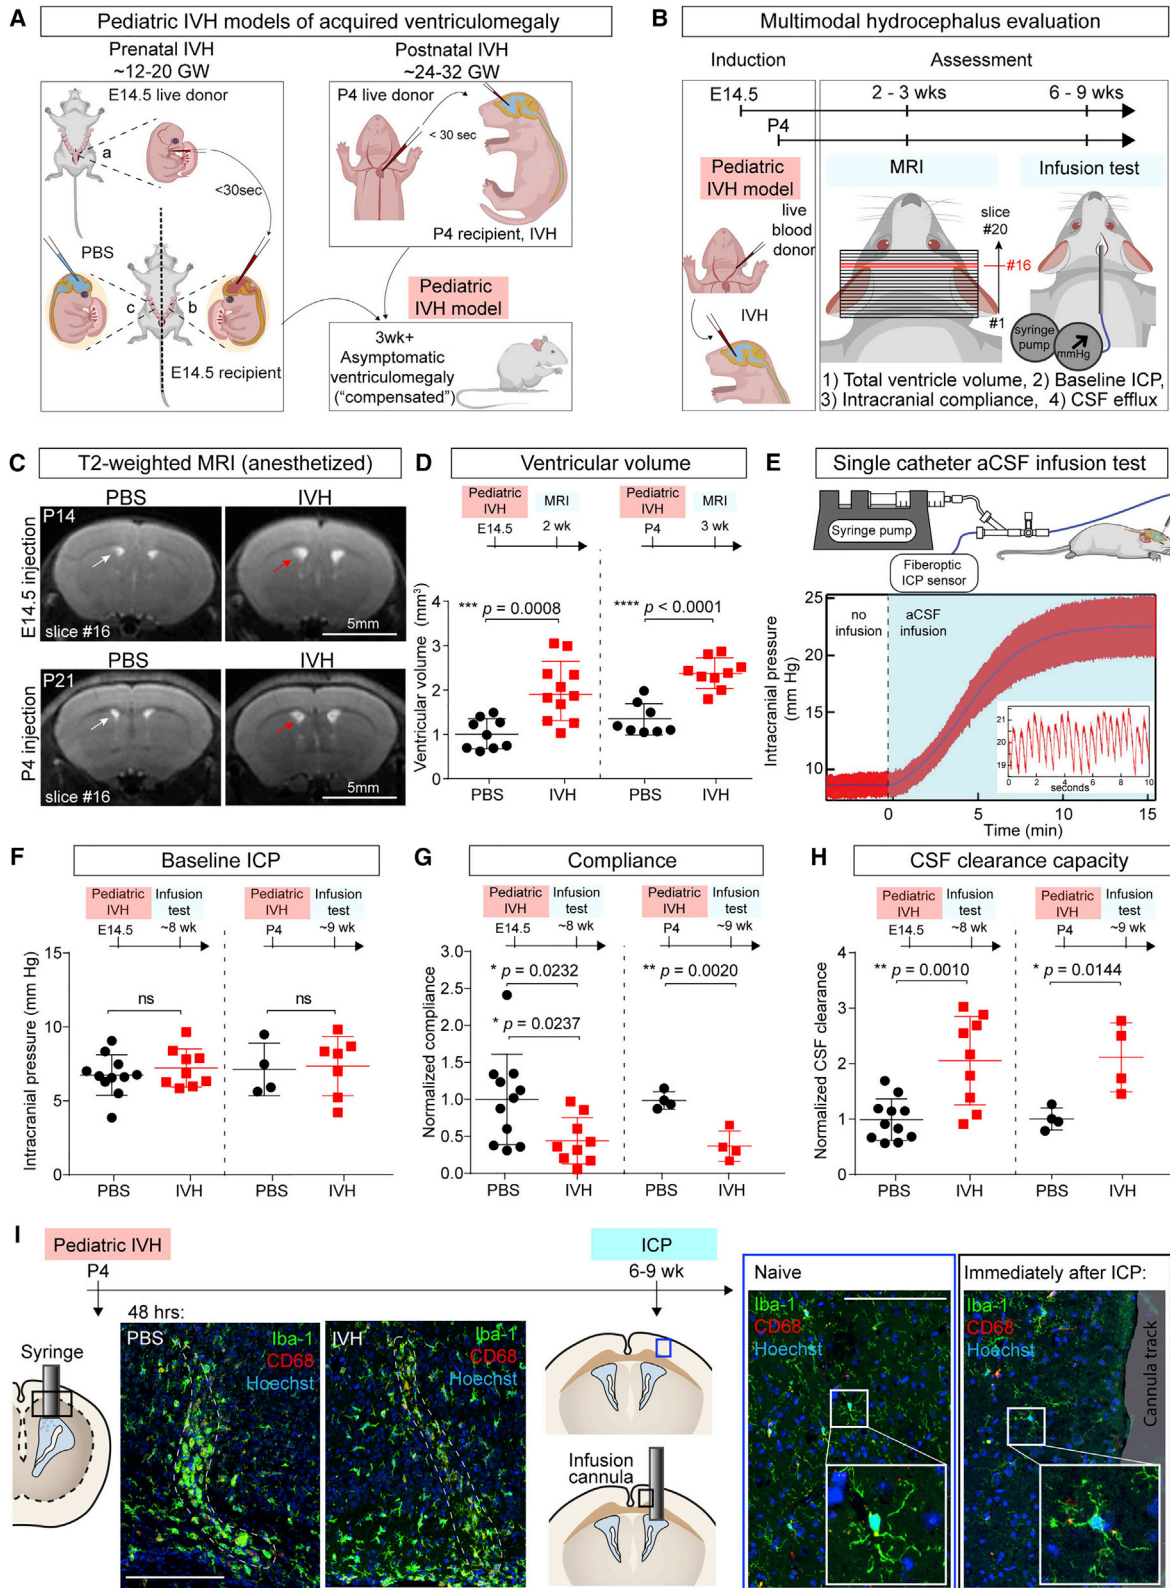 A
Pediatric IVH models of acquired ventriculomegaly
Prenatal IVH
~12-20 GW
E14.5 live donor
a
<30sec
PBS
c
b
E14.5 recipient
Postnatal IVH
~24-32 GW
P4 live donor
< 30 sec
P4 recipient, IVH
Pediatric
IVH model
3wk+
Asymptomatic
ventriculomegaly
("compensated")
B
Multimodal hydrocephalus evaluation
Induction
Assessment
E14.5
2 - 3 wks
6 - 9 wks
P4
Pediatric
IVH model
live
blood
donor
IVH
MRI
Infusion test
slice
#20
#16
#1
syringe
pump
mmHg
1) Total ventricle volume, 2) Baseline ICP,
3) Intracranial compliance, 4) CSF efflux
C
T2-weighted MRI (anesthetized)
PBS
IVH
E14.5 injection
P14
slice #16
5mm
PBS
IVH
P4 injection
P21
slice #16
5mm
D
Ventricular volume
Pediatric
IVH
MRI
E14.5
2 wk
Pediatric
IVH
MRI
P4
3 wk
Ventricular volume (mm³)
4
3
2
1
0
*** p = 0.0008
**** p < 0.0001
PBS
IVH
PBS
IVH
E
Single catheter aCSF infusion test
Syringe pump
Fiberoptic
ICP sensor
Intracranial pressure
(mm Hg)
25
20
15
10
no
infusion
aCSF
infusion
21
20
19
0 2 4 6 8 10
seconds
0 5 10 15
Time (min)
F
Baseline ICP
Pediatric
IVH
Infusion
test
E14.5
~8 wk
Pediatric
IVH
Infusion
test
P4
~9 wk
Intracranial pressure (mm Hg)
15
10
5
0
ns
ns
PBS
IVH
PBS
IVH
G
Compliance
Pediatric
IVH
Infusion
test
E14.5
~8 wk
Pediatric
IVH
Infusion
test
P4
~9 wk
Normalized compliance
3.0
2.5
2.0
1.5
1.0
0.5
0.0
* p = 0.0232
* p = 0.0237
** p = 0.0020
PBS
IVH
PBS
IVH
H
CSF clearance capacity
Pediatric
IVH
Infusion
test
E14.5
~8 wk
Pediatric
IVH
Infusion
test
P4
~9 wk
Normalized CSF clearance
4
3
2
1
0
** p = 0.0010
* p = 0.0144
PBS
IVH
PBS
IVH
I
Pediatric IVH
P4
ICP
6-9 wk
48 hrs:
Syringe
PBS
Iba-1
CD68
Hoechst
IVH
Iba-1
CD68
Hoechst
Infusion
cannula
Naive
Iba-1
CD68
Hoechst
Immediately after ICP:
Iba-1
CD68
Hoechst
Cannula track